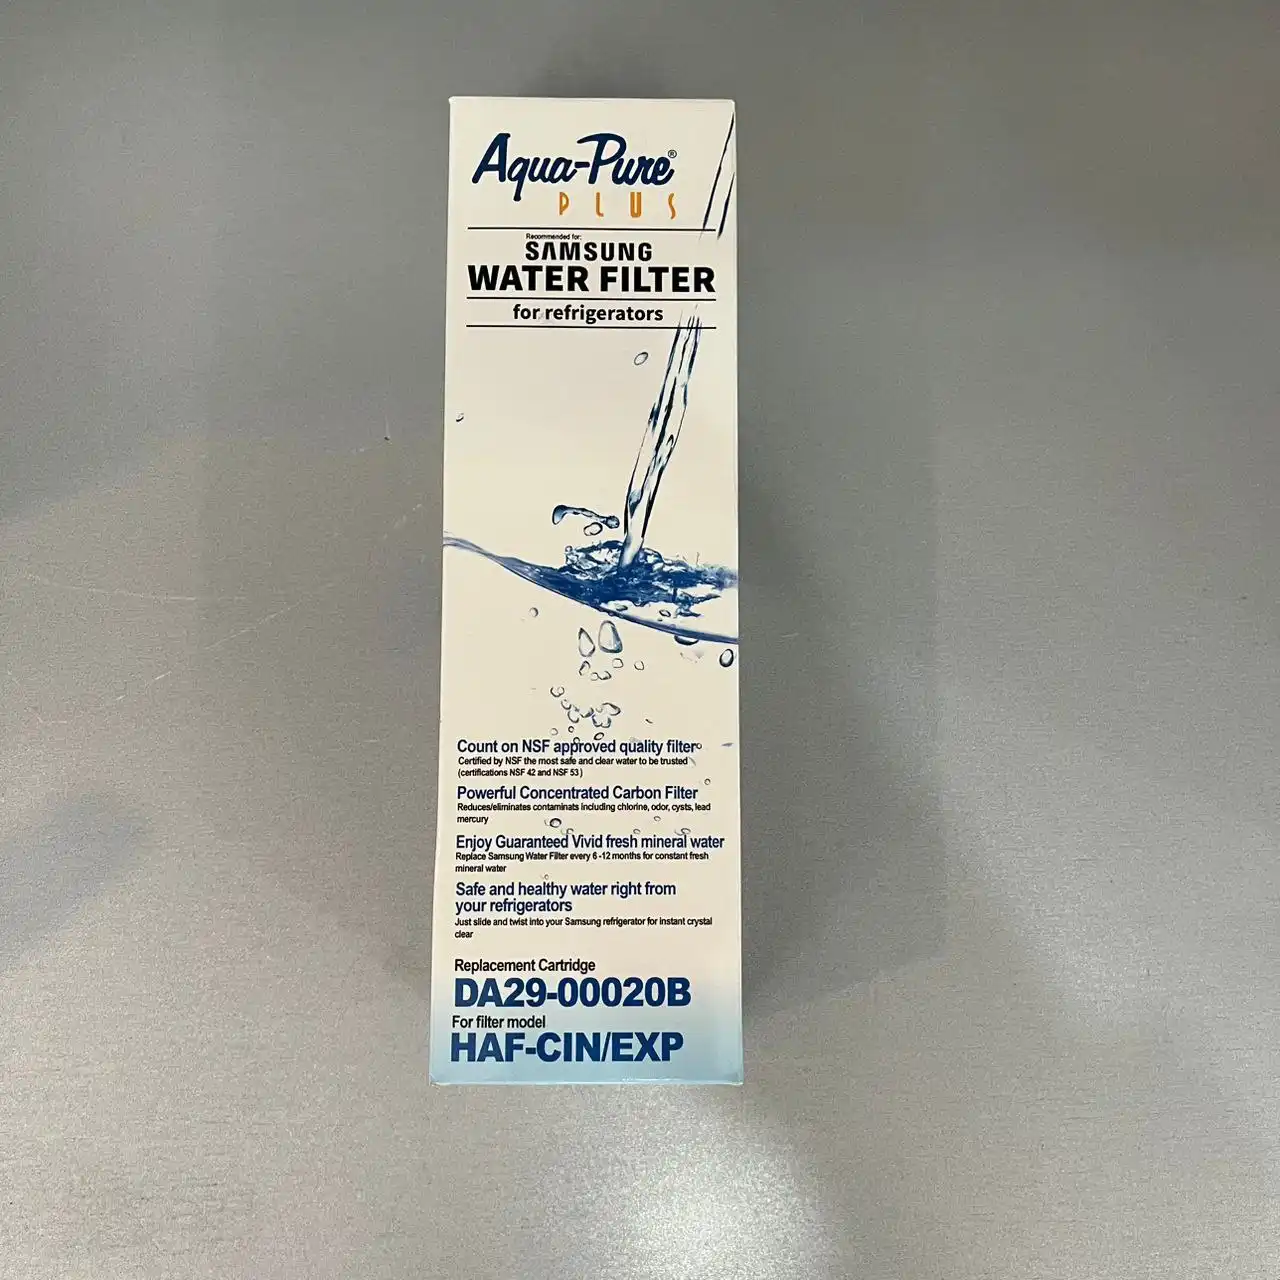 Aqua-Pure®
PLUS
Recommended for:
SAMSUNG
WATER FILTER
for refrigerators
Count on NSF approved quality filter
Certified by NSF the most safe and clear water to be trusted
(certifications NSF 42 and NSF 53)
Powerful Concentrated Carbon Filter
Reduces/eliminates contaminats including chlorine, odor, cysts, lead
mercury
Enjoy Guaranteed Vivid fresh mineral water
Replace Samsung Water Filter every 6 -12 months for constant fresh
mineral water
Safe and healthy water right from
your refrigerators
Just slide and twist into your Samsung refrigerator for instant crystal
clear
Replacement Cartridge
DA29-00020B
For filter model
HAF-CIN/EXP